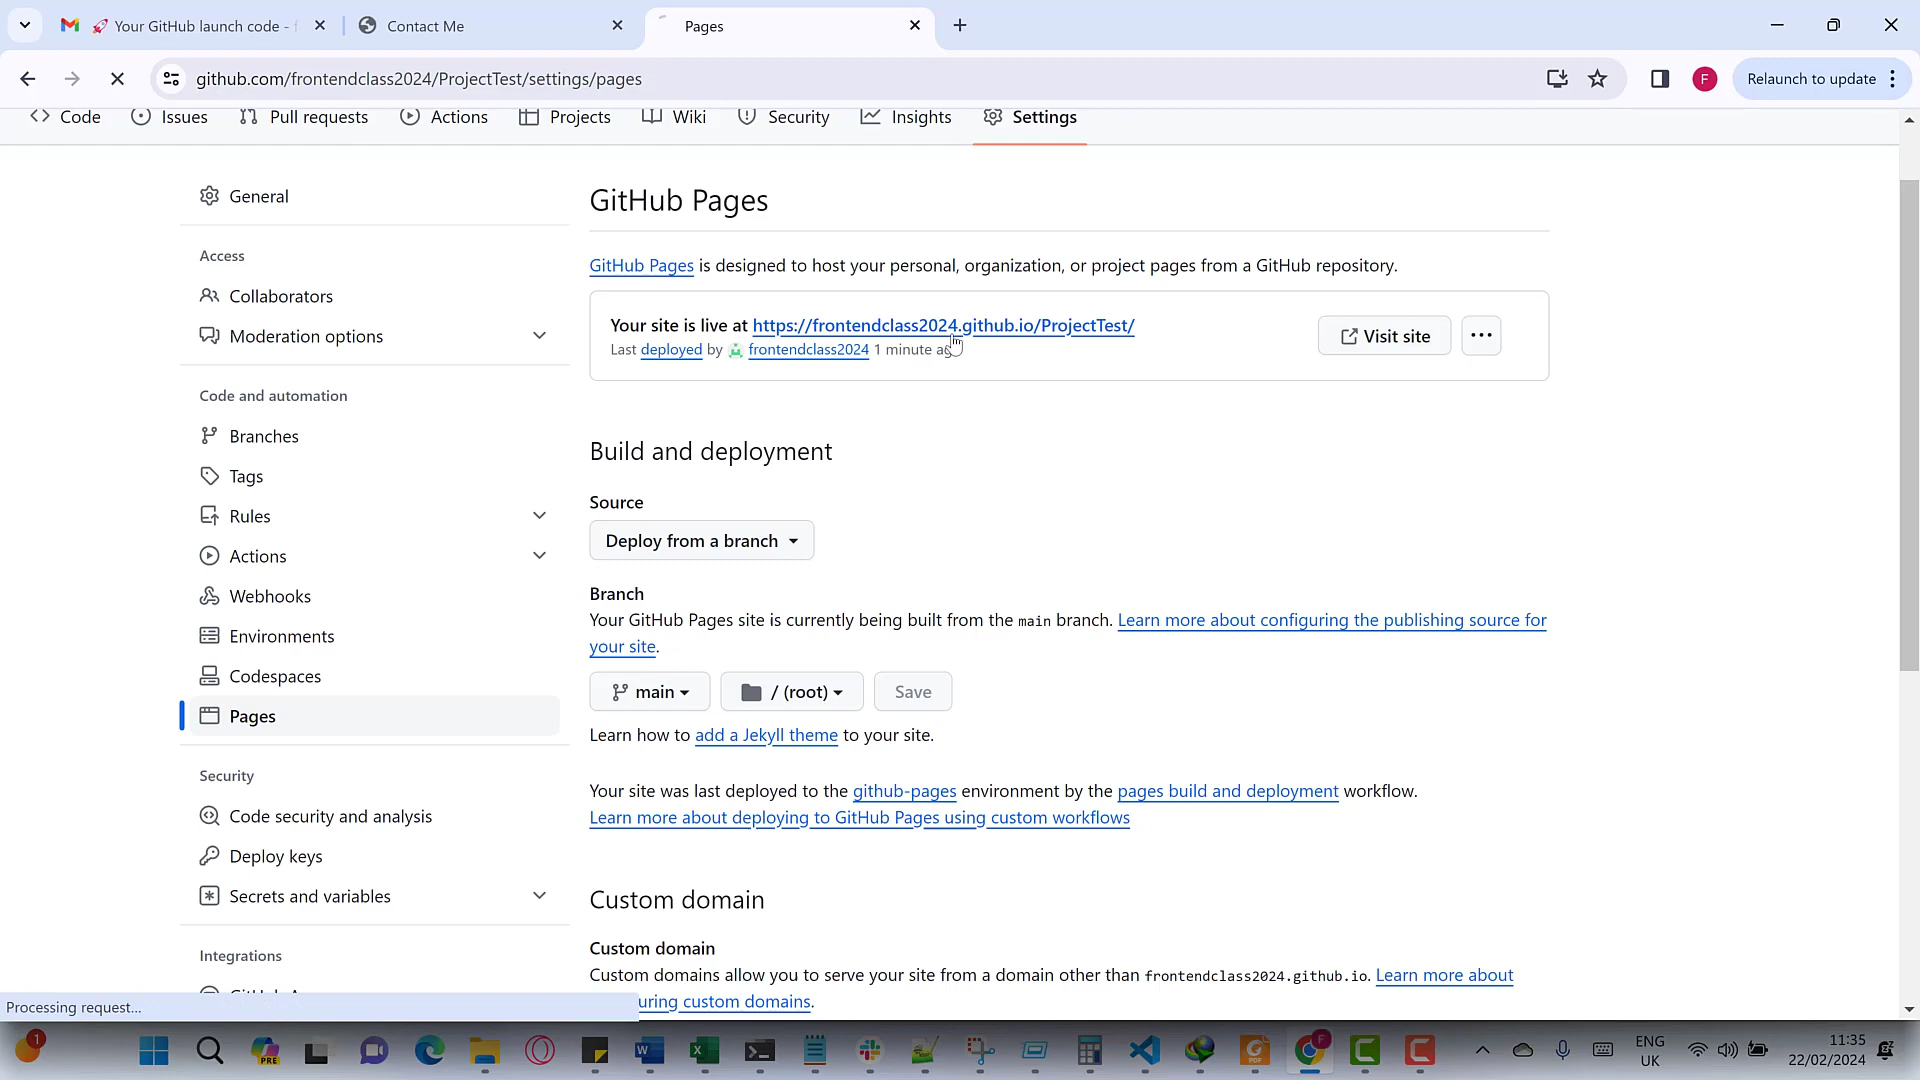 🚀 Your GitHub launch code -
Contact Me
Pages
github.com/frontendclass2024/ProjectTest/settings/pages
F
Relaunch to update
Code
Issues
Pull requests
Actions
Projects
Wiki
Security
Insights
Settings
General
Access
Collaborators
Moderation options
Code and automation
Branches
Tags
Rules
Actions
Webhooks
Environments
Codespaces
Pages
Security
Code security and analysis
Deploy keys
Secrets and variables
Integrations
GitHub Pages
GitHub Pages is designed to host your personal, organization, or project pages from a GitHub repository.
Your site is live at https://frontendclass2024.github.io/ProjectTest/
Last deployed by frontendclass2024 1 minute ag
Visit site
Build and deployment
Source
Deploy from a branch
Branch
Your GitHub Pages site is currently being built from the main branch. Learn more about configuring the publishing source for
your site.
main
/ (root)
Save
Learn how to add a Jekyll theme to your site.
Your site was last deployed to the github-pages environment by the pages build and deployment workflow.
Learn more about deploying to GitHub Pages using custom workflows
Custom domain
Custom domain
Custom domains allow you to serve your site from a domain other than frontendclass2024.github.io. Learn more about
uring custom domains.
Processing request...
1
PRE
W
X
PDF
F
C
C
ENG
UK
11:35
22/02/2024